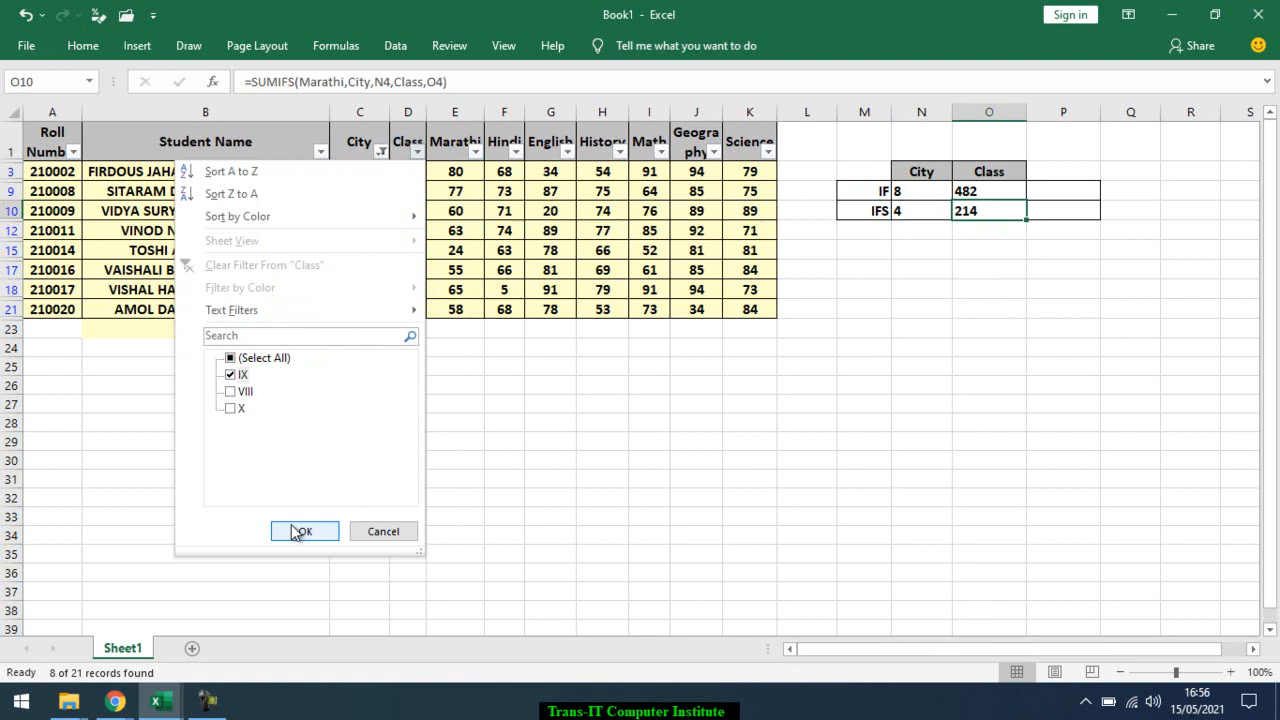 Book1 - Excel
Sign in
File Home Insert Draw Page Layout Formulas Data Review View Help Tell me what you want to do Share
O10 fx =SUMIFS(Marathi,City,N4,Class,O4)
A B C D E F G H I J K L M N O P Q R S
1 Roll Numb Student Name City Class Marathi Hindi English History Math Geogra phy Science
3 210002 FIRDOUS JAHA 80 68 34 54 91 94 79 City Class
9 210008 SITARAM D 77 73 87 75 64 85 75 IF 8 482
10 210009 VIDYA SURY 60 71 20 74 76 89 89 IFS 4 214
12 210011 VINOD N 63 74 89 77 85 92 71
15 210014 TOSHI A 24 63 78 66 52 81 81
17 210016 VAISHALI B 55 66 81 69 61 85 84
18 210017 VISHAL HA 65 5 91 79 91 94 73
21 210020 AMOL DA 58 68 78 53 73 34 84
23
24
25
26
27
28
29
30
31
32
33
34
35
36
37
38
39
Sort A to Z
Sort Z to A
Sort by Color
Sheet View
Clear Filter From "Class"
Filter by Color
Text Filters
Search
(Select All)
IX
VIII
X
OK Cancel
Sheet1
Ready 8 of 21 records found 100%
16:56
15/05/2021
Trans-IT Computer Institute